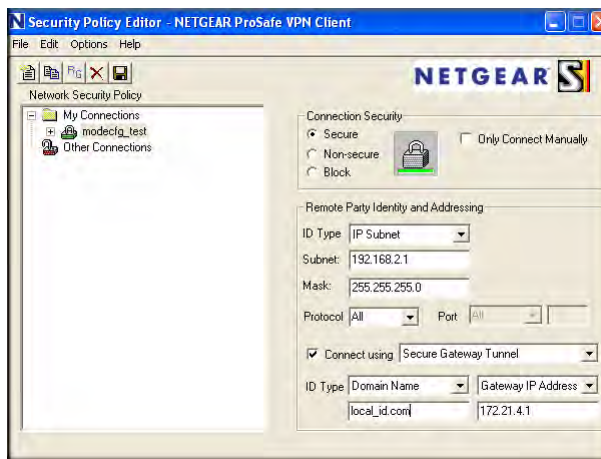 N Security Policy Editor - NETGEAR ProSafe VPN Client
File Edit Options Help
RG
NETGEAR
Network Security Policy
My Connections
modecfg_test
Other Connections
Connection Security
Secure
Non-secure
Block
Only Connect Manually
Remote Party Identity and Addressing
ID Type IP Subnet
Subnet: 192.168.2.1
Mask: 255.255.255.0
Protocol All Port All
Connect using Secure Gateway Tunnel
ID Type Domain Name Gateway IP Address
local_id.com 172.21.4.1